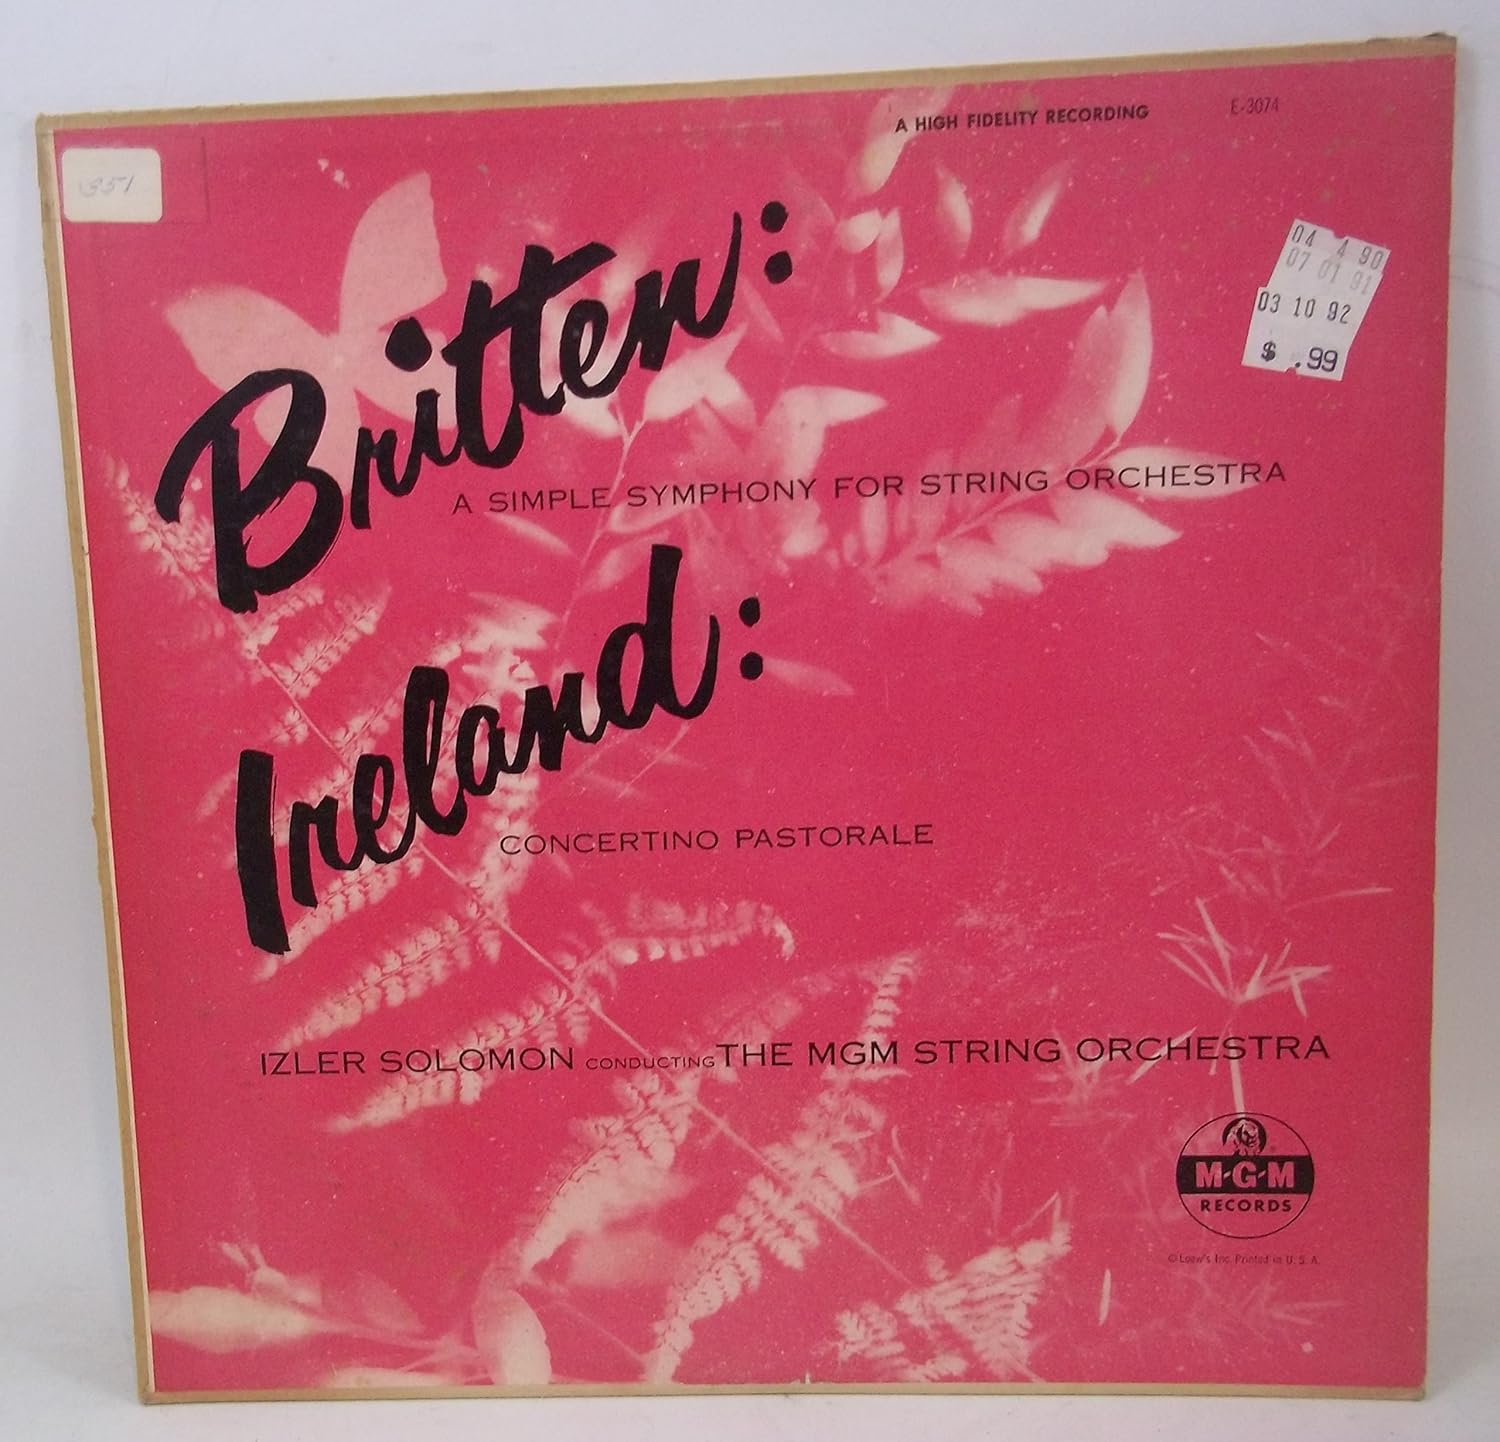 A HIGH FIDELITY RECORDING
E-3074
351
04 4 90
07 01 91
03 10 92
$ .99
Britten:
A SIMPLE SYMPHONY FOR STRING ORCHESTRA
Ireland:
CONCERTINO PASTORALE
IZLER SOLOMON CONDUCTING THE MGM STRING ORCHESTRA
M-G-M
RECORDS
© Loew's Inc. Printed in U. S. A.